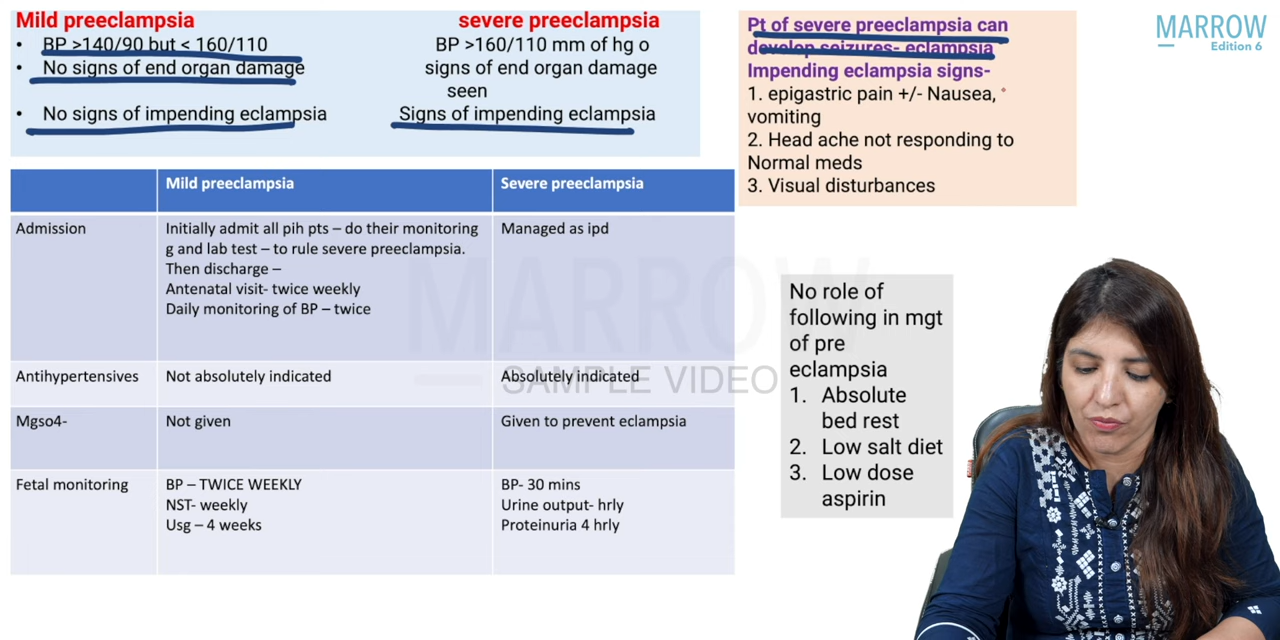 Mild preeclampsia
• BP >140/90 but < 160/110
• No signs of end organ damage
• No signs of impending eclampsia
severe preeclampsia
BP >160/110 mm of hg o
signs of end organ damage
seen
Signs of impending eclampsia
Pt of severe preeclampsia can
develop seizures- eclampsia
Impending eclampsia signs-
1. epigastric pain +/- Nausea,
vomiting
2. Head ache not responding to
Normal meds
3. Visual disturbances
MARROW
Edition 6
Mild preeclampsia
Severe preeclampsia
Admission
Initially admit all pih pts – do their monitoring
g and lab test – to rule severe preeclampsia.
Then discharge –
Antenatal visit- twice weekly
Daily monitoring of BP – twice
Managed as ipd
Antihypertensives
Not absolutely indicated
Absolutely indicated
Mgso4-
Not given
Given to prevent eclampsia
Fetal monitoring
BP – TWICE WEEKLY
NST- weekly
Usg – 4 weeks
BP- 30 mins
Urine output- hrly
Proteinuria 4 hrly
MARROW
SAMPLE VIDEO
No role of
following in mgt
of pre
eclampsia
1. Absolute
bed rest
2. Low salt diet
3. Low dose
aspirin